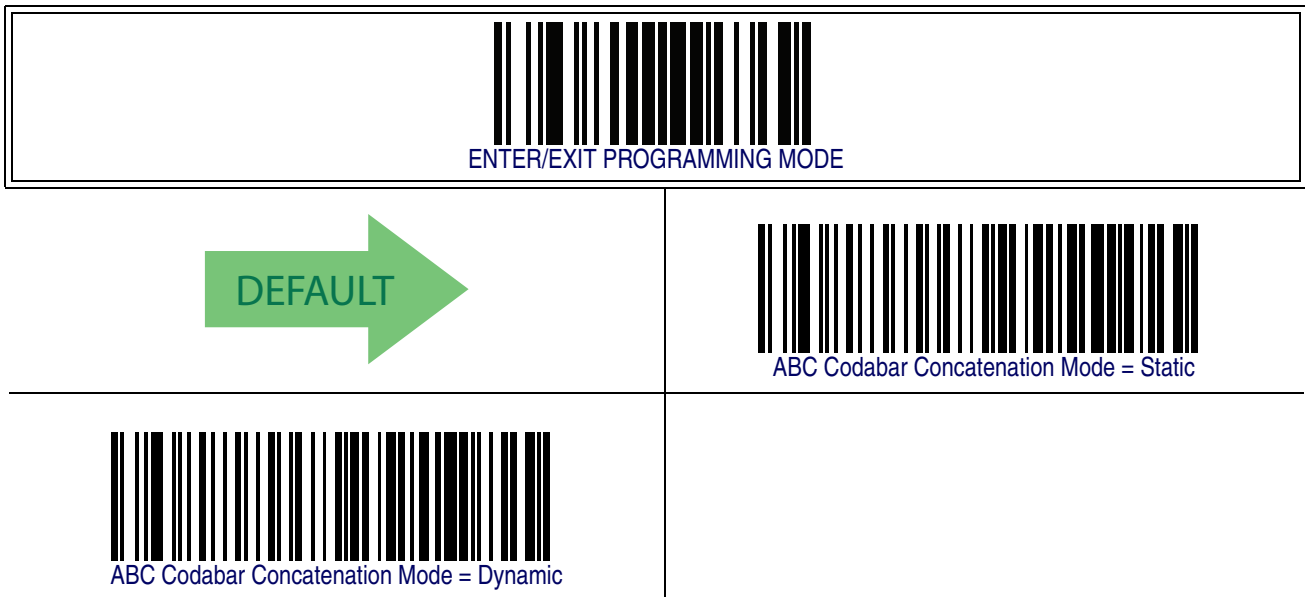 ENTER/EXIT PROGRAMMING MODE
DEFAULT
ABC Codabar Concatenation Mode = Static
ABC Codabar Concatenation Mode = Dynamic